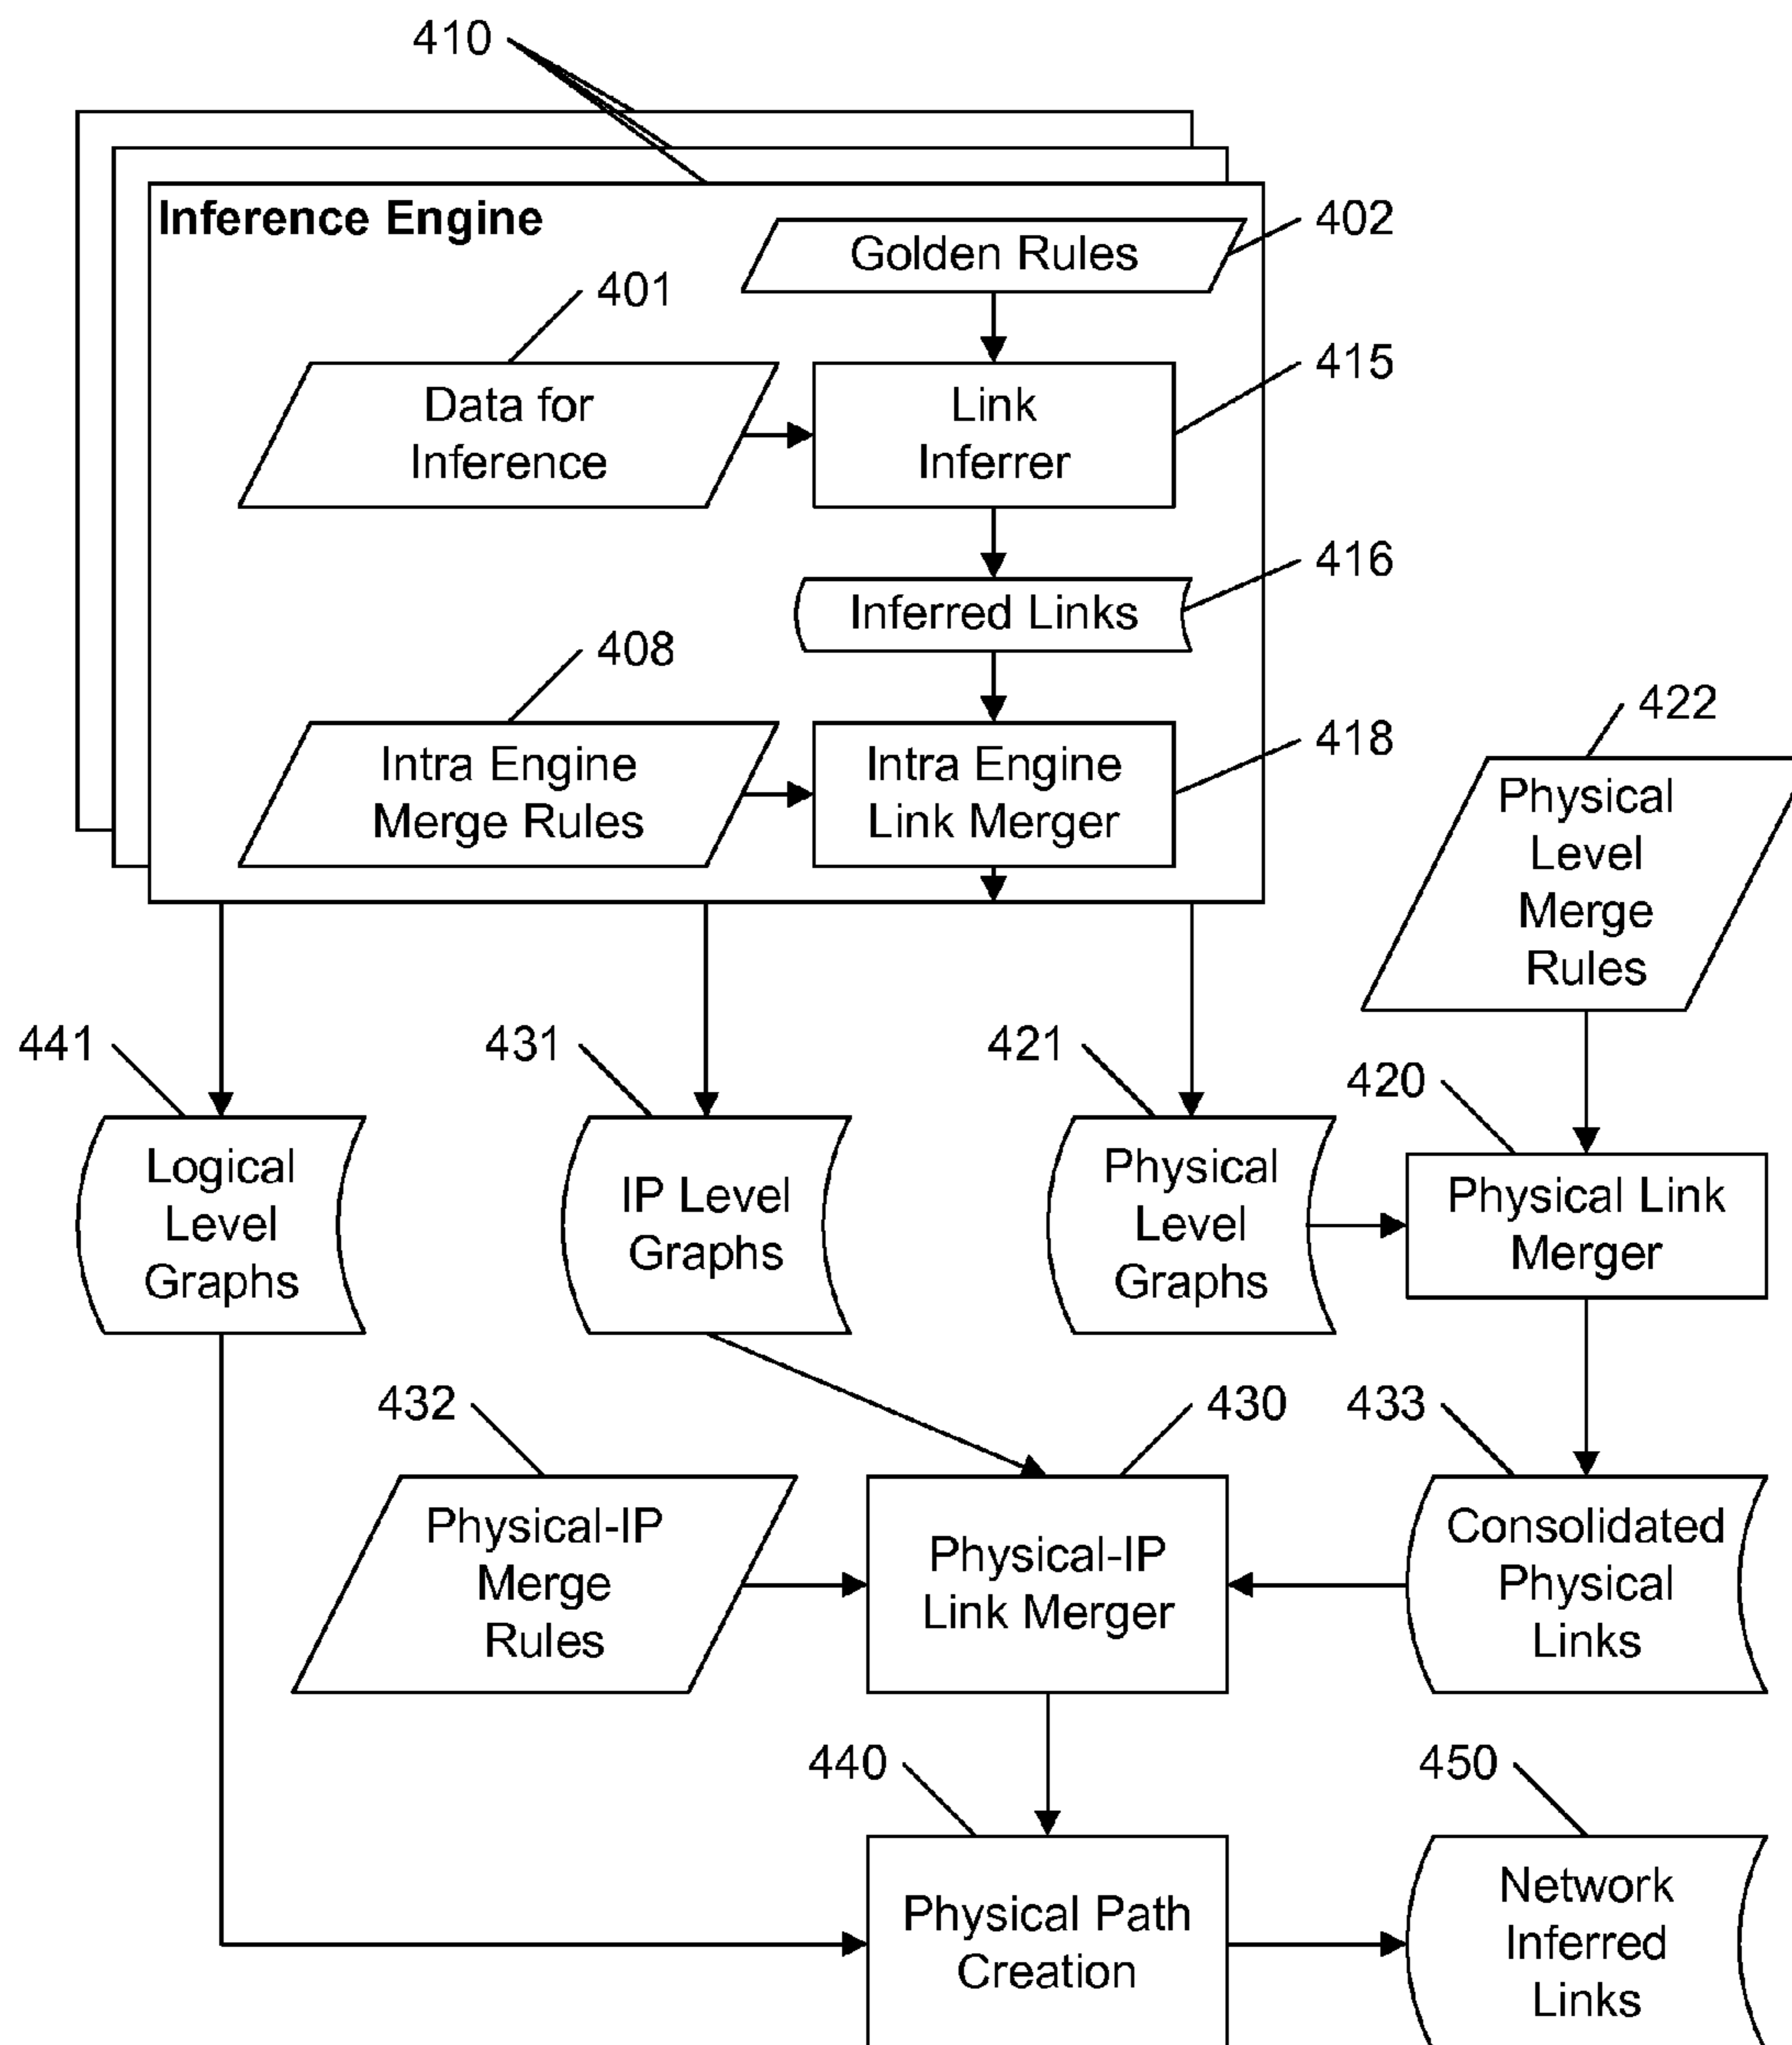 410
Inference Engine
Golden Rules
402
401
Data for
Inference
Link
Inferrer
415
Inferred Links
416
408
Intra Engine
Merge Rules
Intra Engine
Link Merger
418
422
Physical
Level
Merge
Rules
441
Logical
Level
Graphs
431
IP Level
Graphs
421
Physical
Level
Graphs
420
Physical Link
Merger
432
Physical-IP
Merge
Rules
430
Physical-IP
Link Merger
433
Consolidated
Physical
Links
440
Physical Path
Creation
450
Network
Inferred
Links